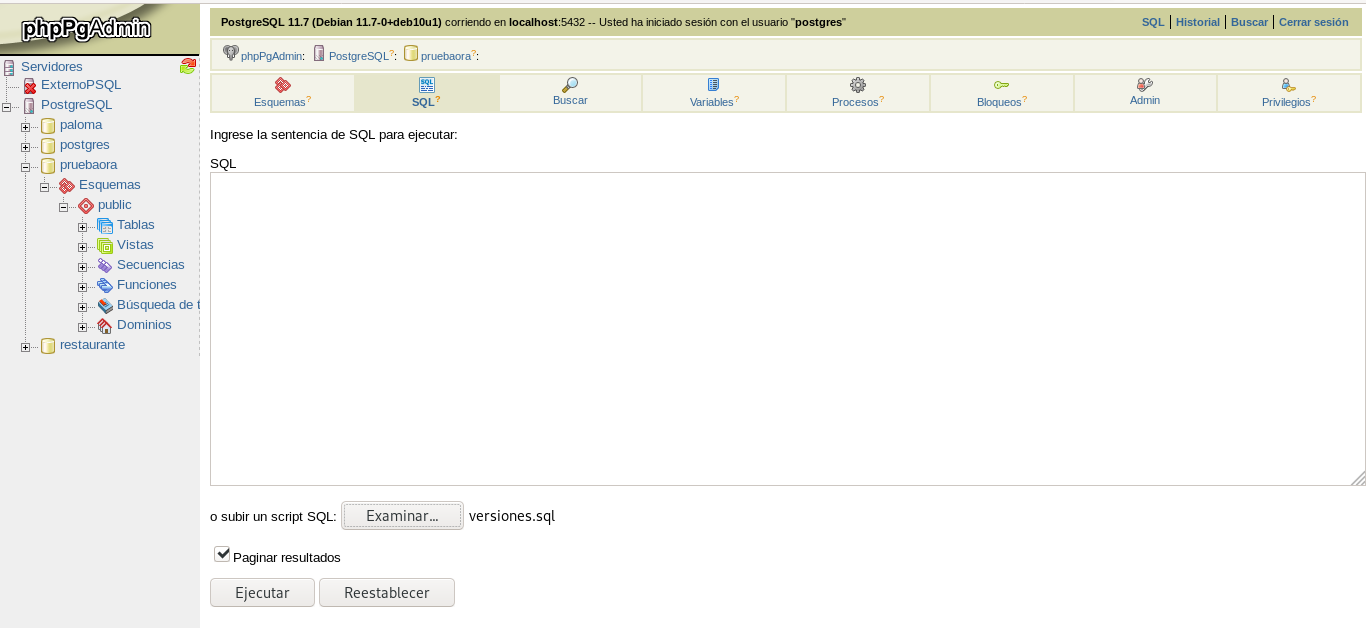 phpPgAdmin
PostgreSQL 11.7 (Debian 11.7-0+deb10u1) corriendo en localhost:5432 -- Usted ha iniciado sesión con el usuario "postgres"
SQL | Historial | Buscar | Cerrar sesión
phpPgAdmin: PostgreSQL?: pruebaora?:
Esquemas? SQL? Buscar Variables? Procesos? Bloqueos? Admin Privilegios?
Servidores
ExternoPSQL
PostgreSQL
paloma
postgres
pruebaora
Esquemas
public
Tablas
Vistas
Secuencias
Funciones
Búsqueda de t
Dominios
restaurante
Ingrese la sentencia de SQL para ejecutar:
SQL
o subir un script SQL: Examinar... versiones.sql
Paginar resultados
Ejecutar Reestablecer